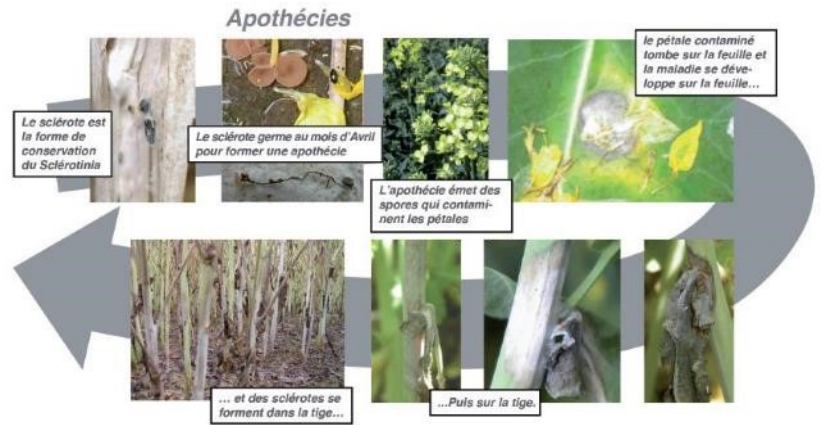 Apothécies
Le sclérote est
la forme de
conservation
du Sclérotinia
Le sclérote germe au mois d'Avril
pour former une apothécie
L'apothécie émet des
spores qui contami-
nent les pétales
le pétale contaminé
tombe sur la feuille et
la maladie se déve-
loppe sur la feuille...
...Puis sur la tige.
... et des sclérotes se
forment dans la tige...